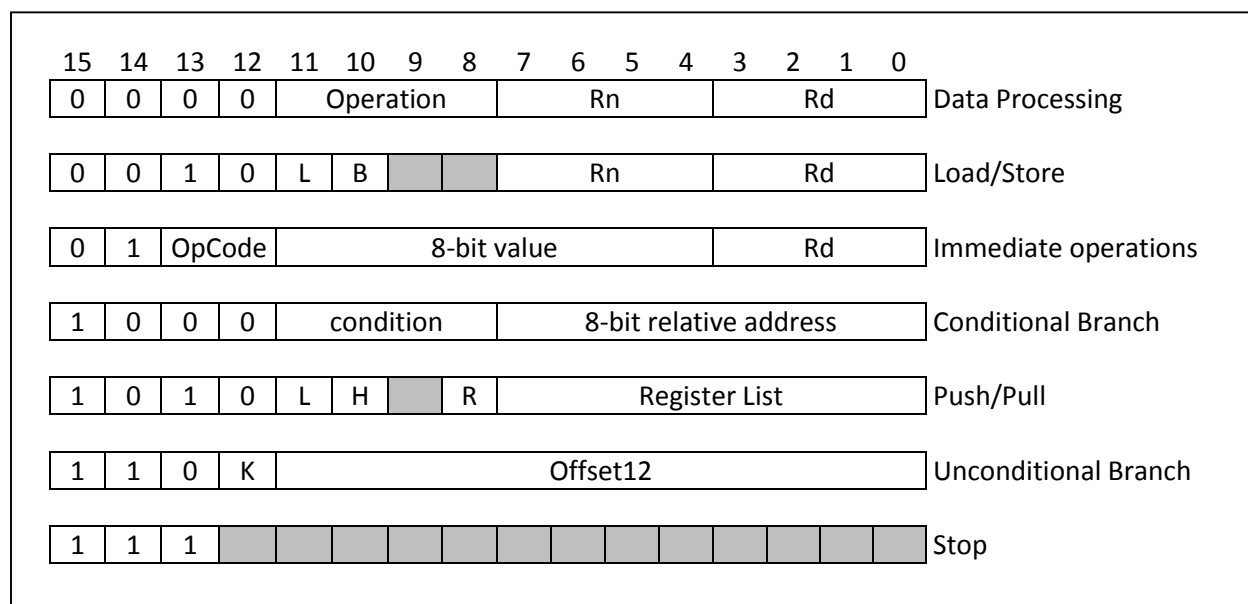 15 14 13 12 11 10 9 8 7 6 5 4 3 2 1 0
0 0 0 0 Operation Rn Rd Data Processing
0 0 1 0 L B Rn Rd Load/Store
0 1 OpCode 8-bit value Rd Immediate operations
1 0 0 0 condition 8-bit relative address Conditional Branch
1 0 1 0 L H R Register List Push/Pull
1 1 0 K Offset12 Unconditional Branch
1 1 1 Stop